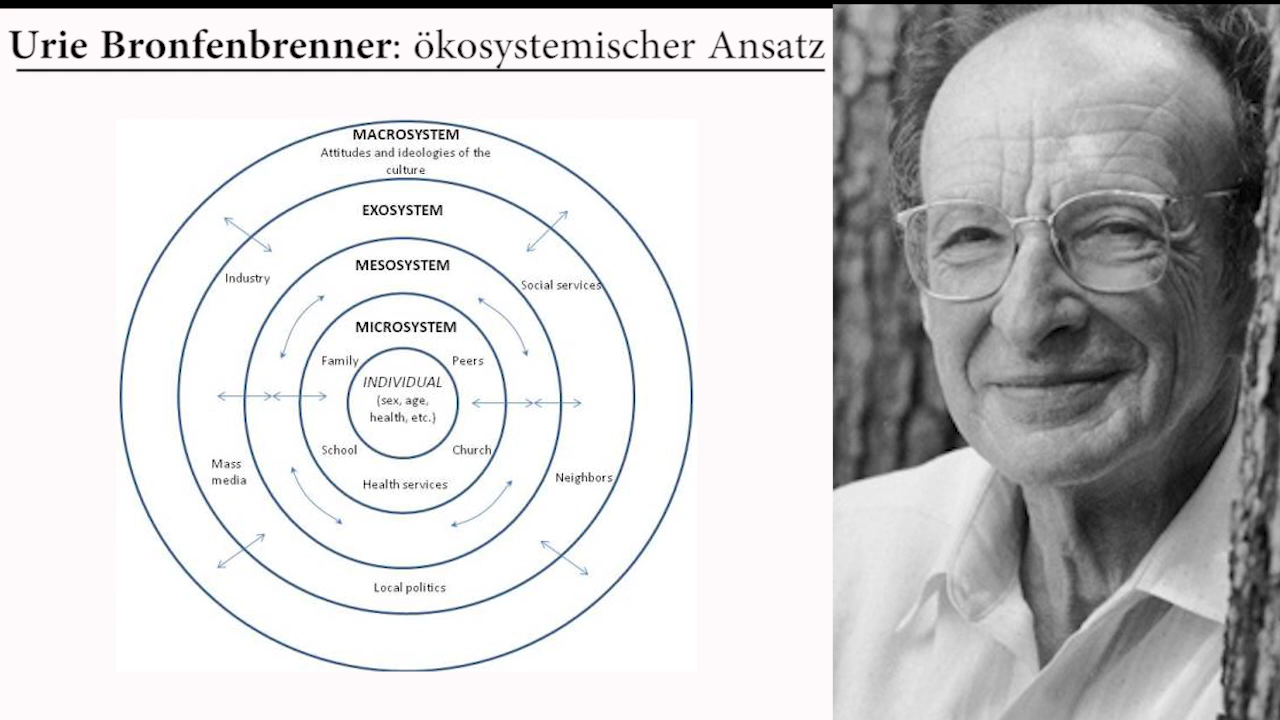 Urie Bronfenbrenner: ökosystemischer Ansatz
MACROSYSTEM
Attitudes and ideologies of the
culture
EXOSYSTEM
MESOSYSTEM
Industry
Social services
MICROSYSTEM
Family
Peers
INDIVIDUAL
(sex, age,
health, etc.)
School
Church
Mass
media
Health services
Neighbors
Local politics